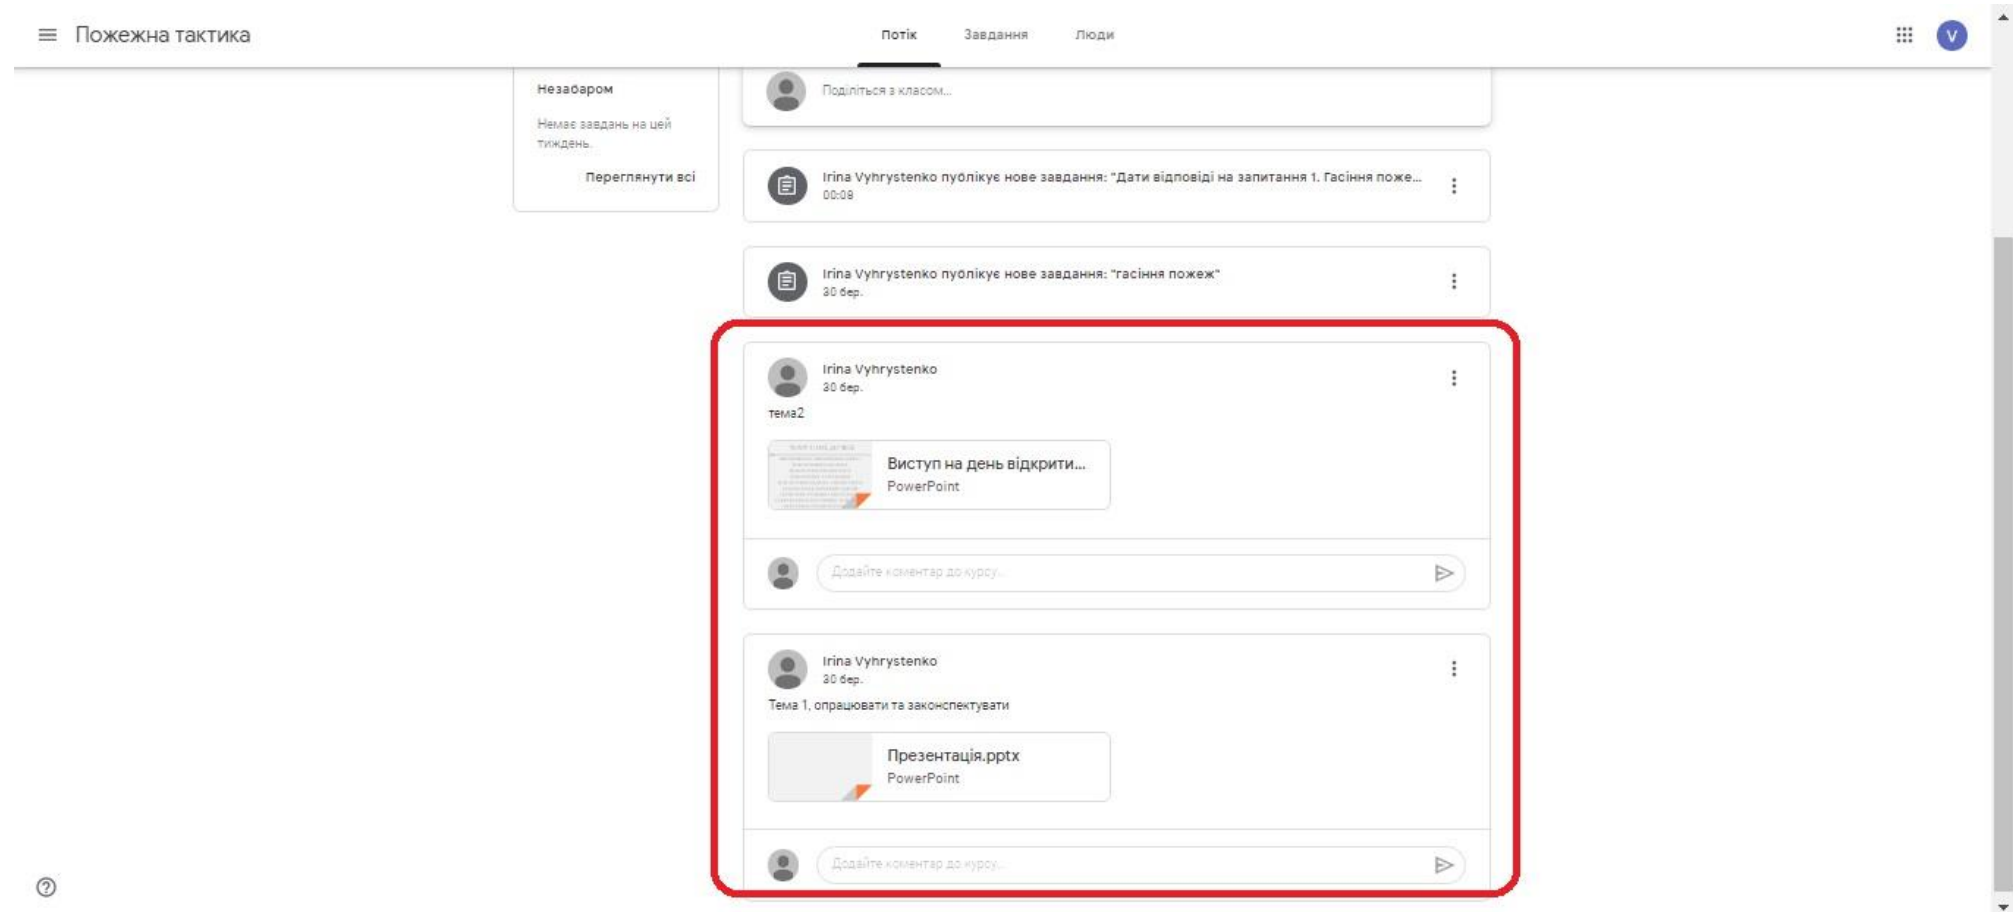 Пожежна тактика
Потік
Завдання
Люди
V
Незабаром
Немає завдань на цей
тиждень.
Переглянути всі
Поділіться з класом...
Irina Vyhrystenko публікує нове завдання: "Дати відповіді на запитання 1. Гасіння поже...
00:08
Irina Vyhrystenko публікує нове завдання: "гасіння пожеж"
30 бер.
Irina Vyhrystenko
30 бер.
тема2
Виступ на день відкрити...
PowerPoint
Додайте коментар до курсу...
Irina Vyhrystenko
30 бер.
Тема 1, опрацювати та законспектувати
Презентація.pptx
PowerPoint
Додайте коментар до курсу...